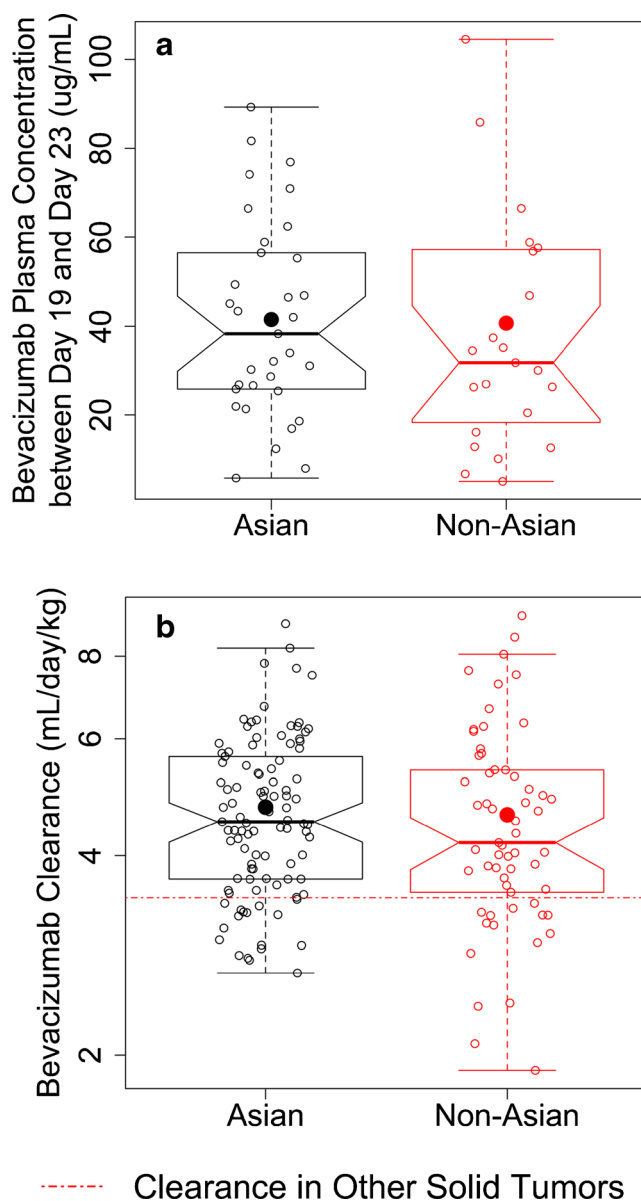 a
Bevacizumab Plasma Concentration
between Day 19 and Day 23 (ug/mL)
100
80
60
40
20
Asian
Non-Asian
b
Bevacizumab Clearance (mL/day/kg)
8
6
4
2
Asian
Non-Asian
Clearance in Other Solid Tumors